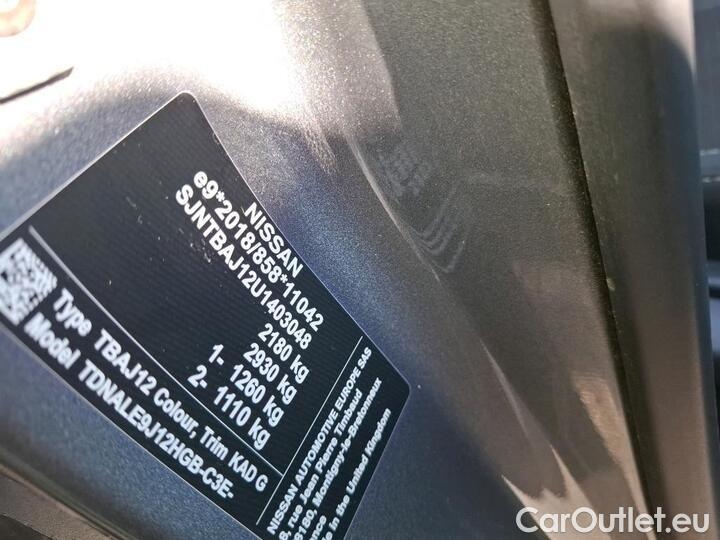 NISSAN
e9*2018/858*11042
SJNTBAJ12U1403048
2180 kg
2930 kg
1- 1260 kg
2- 1110 kg
Type TBAJ12 Colour, Trim KAD G
Model TDNALE9J12HGB-C3E-
NISSAN AUTOMOTIVE EUROPE SAS
8, rue Jean Pierre Timbaud
8180, Montigny-le-Bretonneux
in the United Kingdom
CarOutlet.eu